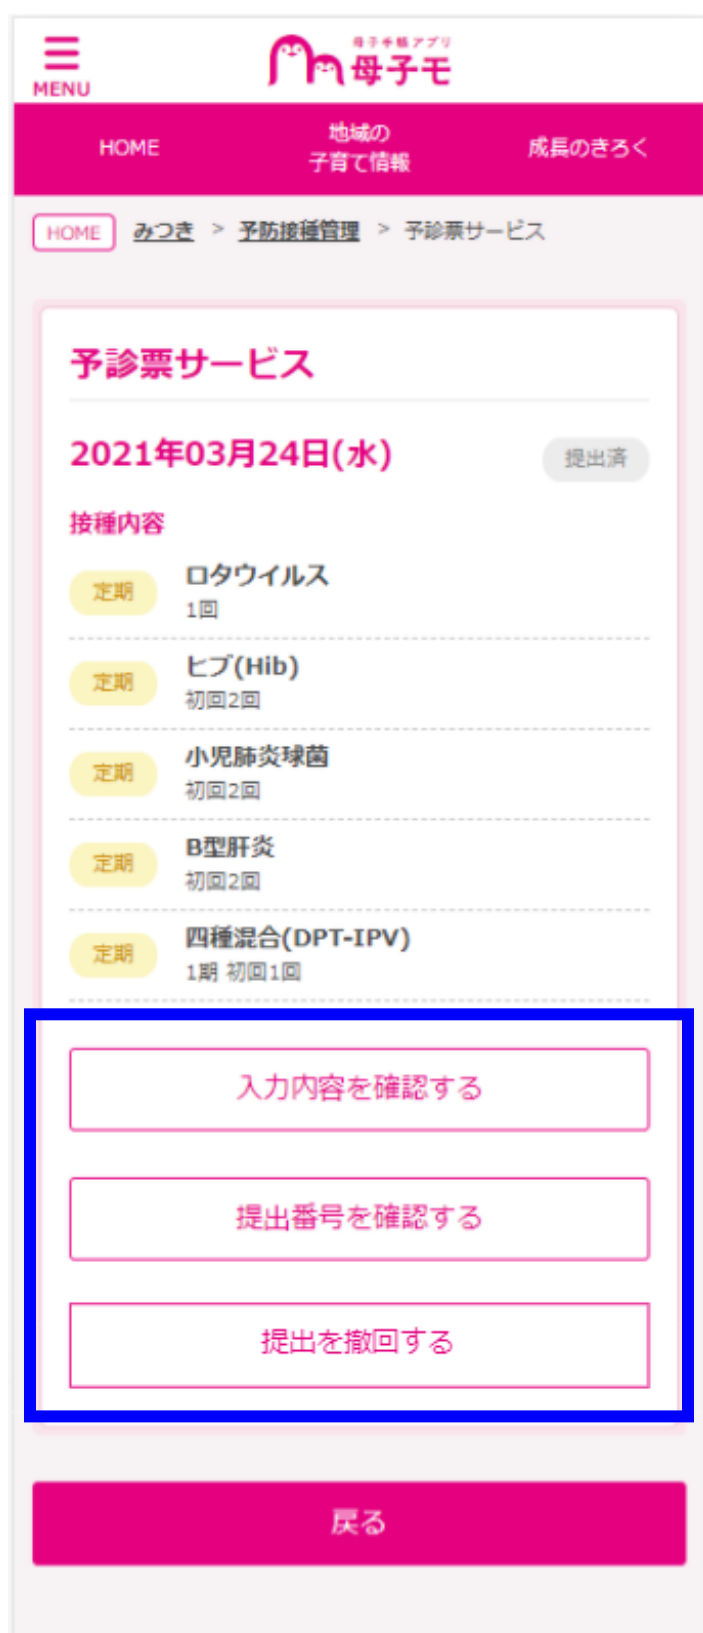 MENU
母子手帳アプリ
母子モ
HOME
地域の
子育て情報
成長のきろく
HOME みつき > 予防接種管理 > 予診票サービス
予診票サービス
2021年03月24日(水) 提出済
接種内容
定期 ロタウイルス
1回
定期 ヒブ(Hib)
初回2回
定期 小児肺炎球菌
初回2回
定期 B型肝炎
初回2回
定期 四種混合(DPT-IPV)
1期 初回1回
入力内容を確認する
提出番号を確認する
提出を撤回する
戻る